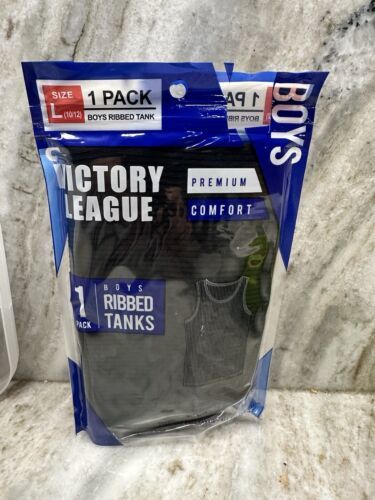 SIZE
L (10/12)
1 PACK
BOYS RIBBED TANK
1 PA
BOYS RIBB
BOYS
VICTORY
LEAGUE
PREMIUM
COMFORT
1
PACK
BOYS
RIBBED
TANKS